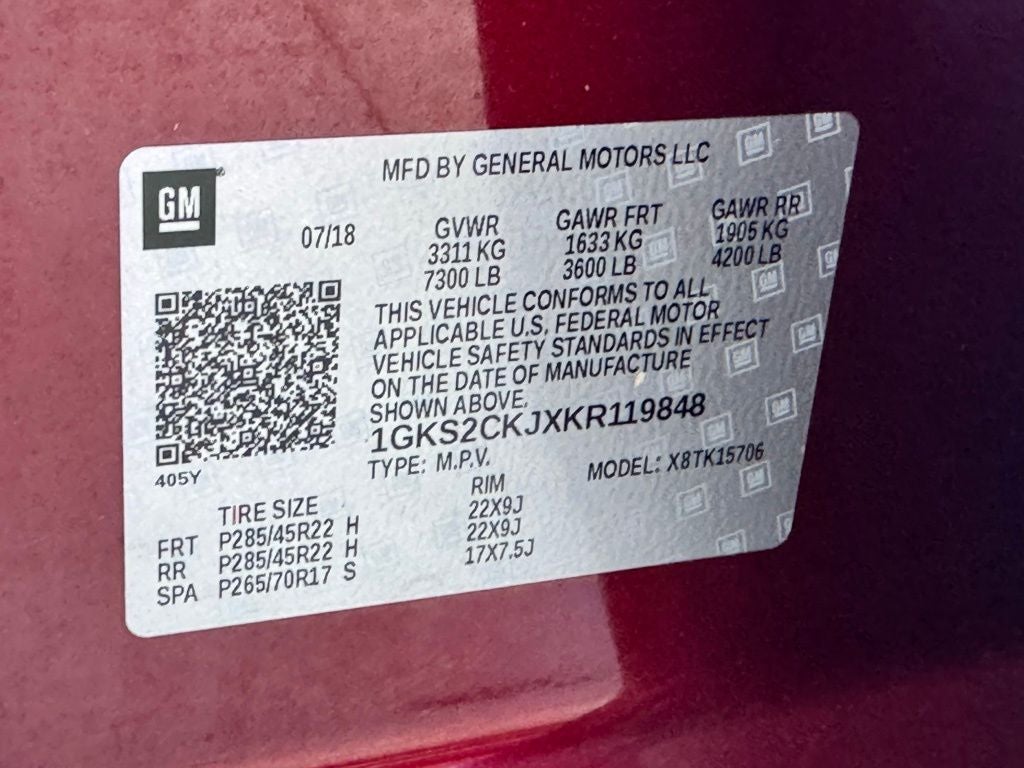 MFD BY GENERAL MOTORS LLC
GM
07/18 GVWR GAWR FRT GAWR RR
3311 KG 1633 KG 1905 KG
7300 LB 3600 LB 4200 LB
THIS VEHICLE CONFORMS TO ALL
APPLICABLE U.S. FEDERAL MOTOR
VEHICLE SAFETY STANDARDS IN EFFECT
ON THE DATE OF MANUFACTURE
SHOWN ABOVE.
1GKS2CKJXKR119848
405Y TYPE: M.P.V. MODEL: X8TK15706
TIRE SIZE RIM
FRT P285/45R22 H 22X9J
RR P285/45R22 H 22X9J
SPA P265/70R17 S 17X7.5J